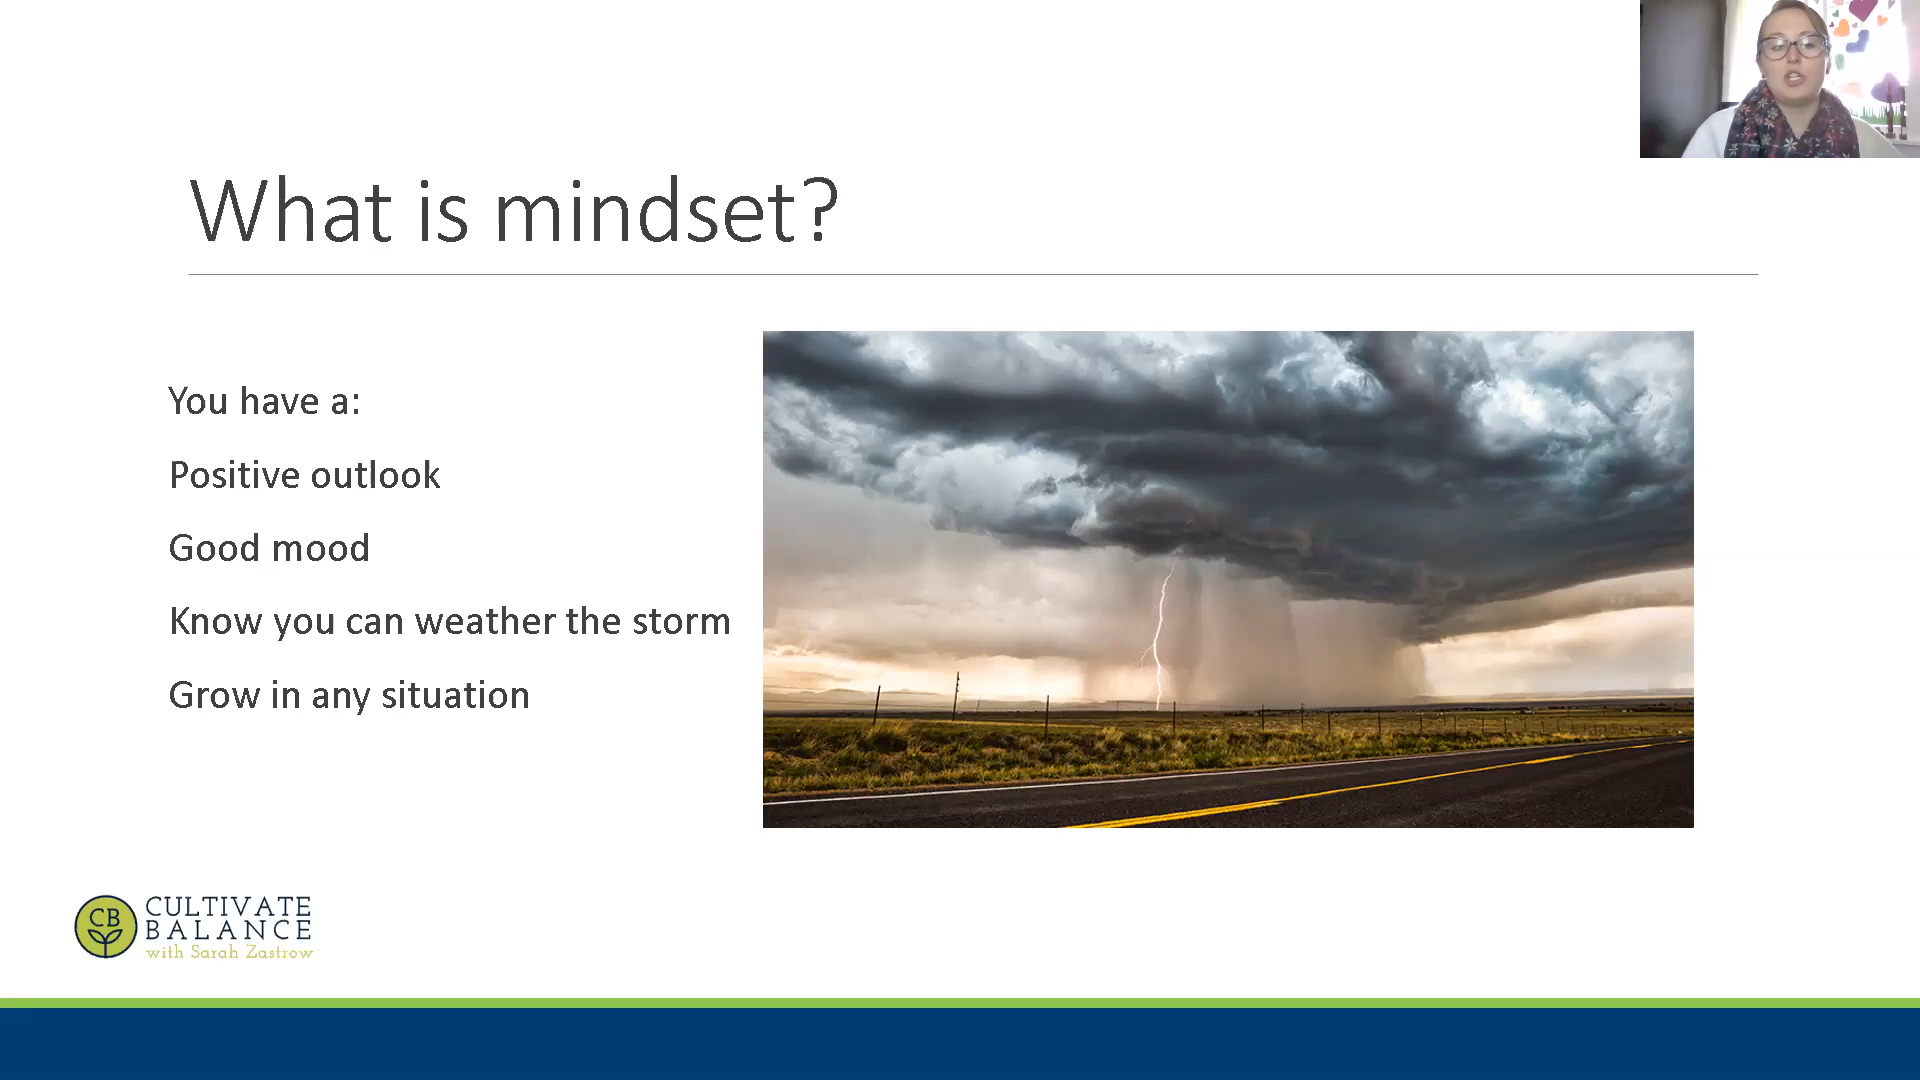 What is mindset?
You have a:
Positive outlook
Good mood
Know you can weather the storm
Grow in any situation
CB
CULTIVATE
BALANCE
with Sarah Zastrow